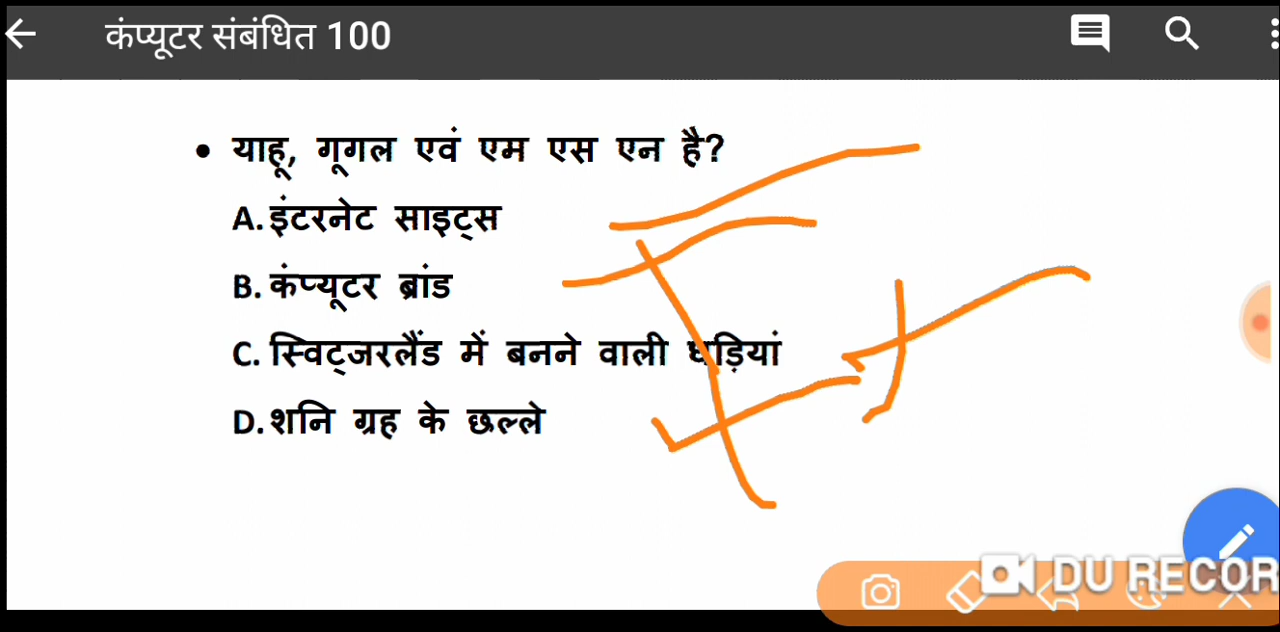 कंप्यूटर संबंधित 100
• याहू, गूगल एवं एम एस एन है?
A. इंटरनेट साइट्स
B. कंप्यूटर ब्रांड
C. स्विट्जरलैंड में बनने वाली घड़ियां
D. शनि ग्रह के छल्ले
DU RECOR